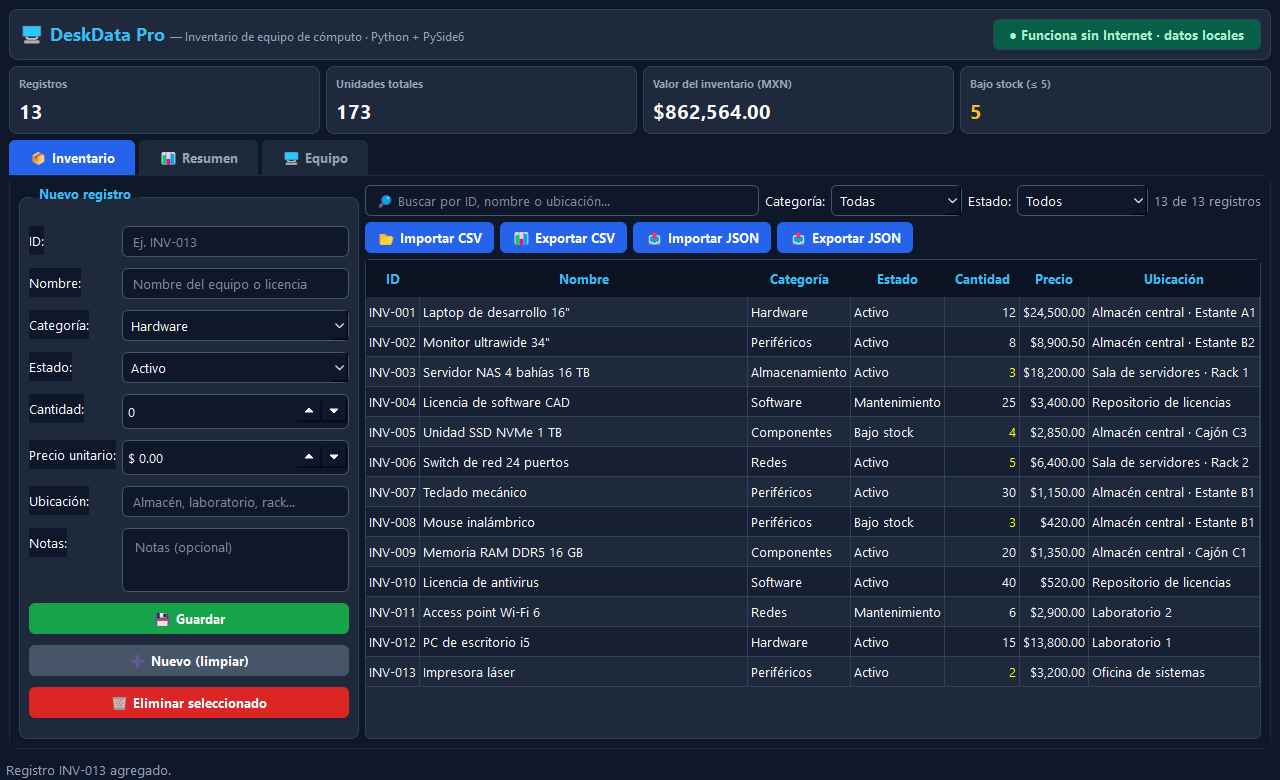 DeskData Pro — Inventario de equipo de cómputo · Python + PySide6
● Funciona sin Internet · datos locales
Registros
13
Unidades totales
173
Valor del inventario (MXN)
$862,564.00
Bajo stock (≤ 5)
5
Inventario
Resumen
Equipo
Nuevo registro
ID:
Ej. INV-013
Nombre:
Nombre del equipo o licencia
Categoría:
Hardware
Estado:
Activo
Cantidad:
0
Precio unitario:
$ 0.00
Ubicación:
Almacén, laboratorio, rack...
Notas:
Notas (opcional)
Guardar
Nuevo (limpiar)
Eliminar seleccionado
Buscar por ID, nombre o ubicación...
Categoría: Todas
Estado: Todos
13 de 13 registros
Importar CSV
Exportar CSV
Importar JSON
Exportar JSON
ID Nombre Categoría Estado Cantidad Precio Ubicación
INV-001 Laptop de desarrollo 16" Hardware Activo 12 $24,500.00 Almacén central · Estante A1
INV-002 Monitor ultrawide 34" Periféricos Activo 8 $8,900.50 Almacén central · Estante B2
INV-003 Servidor NAS 4 bahías 16 TB Almacenamiento Activo 3 $18,200.00 Sala de servidores · Rack 1
INV-004 Licencia de software CAD Software Mantenimiento 25 $3,400.00 Repositorio de licencias
INV-005 Unidad SSD NVMe 1 TB Componentes Bajo stock 4 $2,850.00 Almacén central · Cajón C3
INV-006 Switch de red 24 puertos Redes Activo 5 $6,400.00 Sala de servidores · Rack 2
INV-007 Teclado mecánico Periféricos Activo 30 $1,150.00 Almacén central · Estante B1
INV-008 Mouse inalámbrico Periféricos Bajo stock 3 $420.00 Almacén central · Estante B1
INV-009 Memoria RAM DDR5 16 GB Componentes Activo 20 $1,350.00 Almacén central · Cajón C1
INV-010 Licencia de antivirus Software Activo 40 $520.00 Repositorio de licencias
INV-011 Access point Wi-Fi 6 Redes Mantenimiento 6 $2,900.00 Laboratorio 2
INV-012 PC de escritorio i5 Hardware Activo 15 $13,800.00 Laboratorio 1
INV-013 Impresora láser Periféricos Activo 2 $3,200.00 Oficina de sistemas
Registro INV-013 agregado.